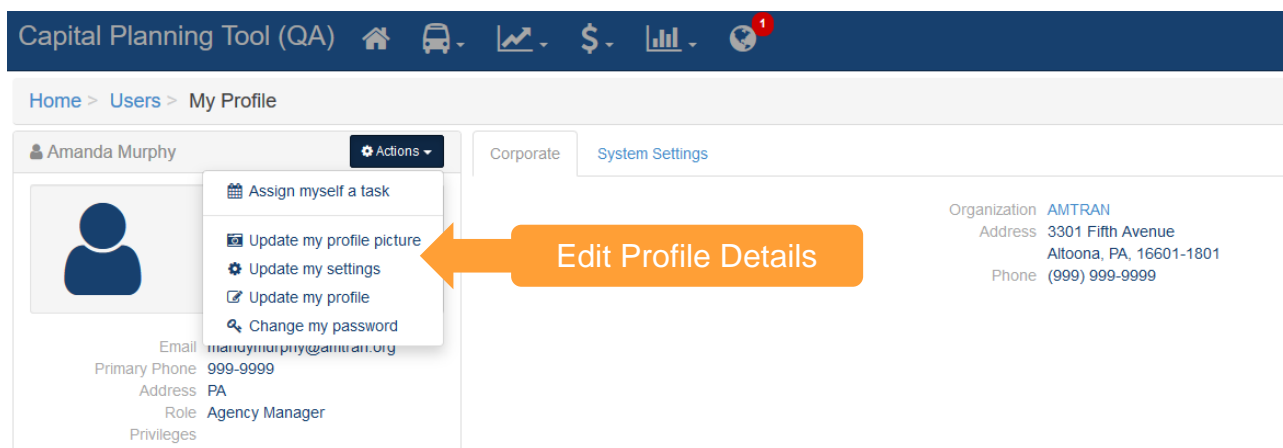 Capital Planning Tool (QA)
1
Home > Users > My Profile
Amanda Murphy
Actions
Assign myself a task
Update my profile picture
Update my settings
Update my profile
Change my password
Email mandymurphy@amtran.org
Primary Phone 999-9999
Address PA
Role Agency Manager
Privileges
Corporate System Settings
Edit Profile Details
Organization AMTRAN
Address 3301 Fifth Avenue
Altoona, PA, 16601-1801
Phone (999) 999-9999